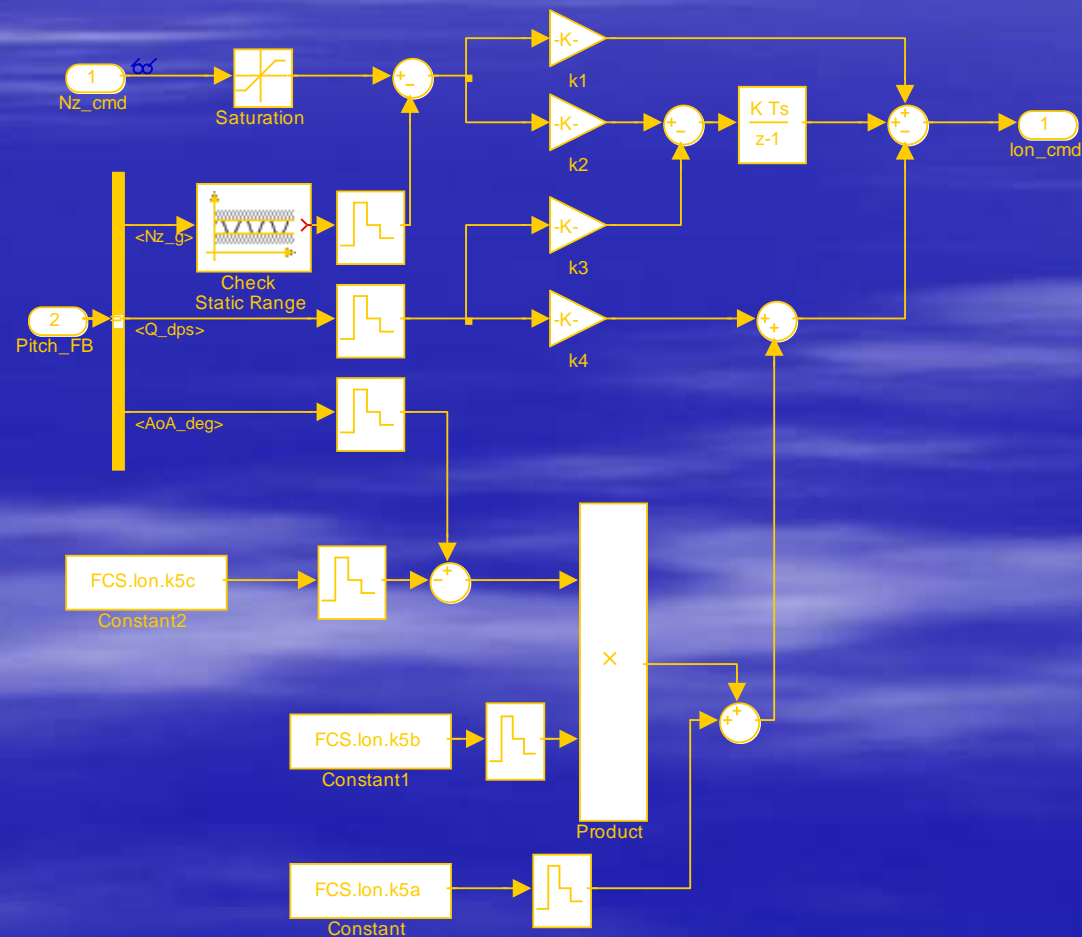 -K-
k1
1
Nz_cmd
Saturation
-K-
k2
K Ts
z-1
1
lon_cmd
<Nz_g>
Check
Static Range
-K-
k3
2
Pitch_FB
<Q_dps>
-K-
k4
<AoA_deg>
FCS.lon.k5c
Constant2
FCS.lon.k5b
Constant1
Product
FCS.lon.k5a
Constant